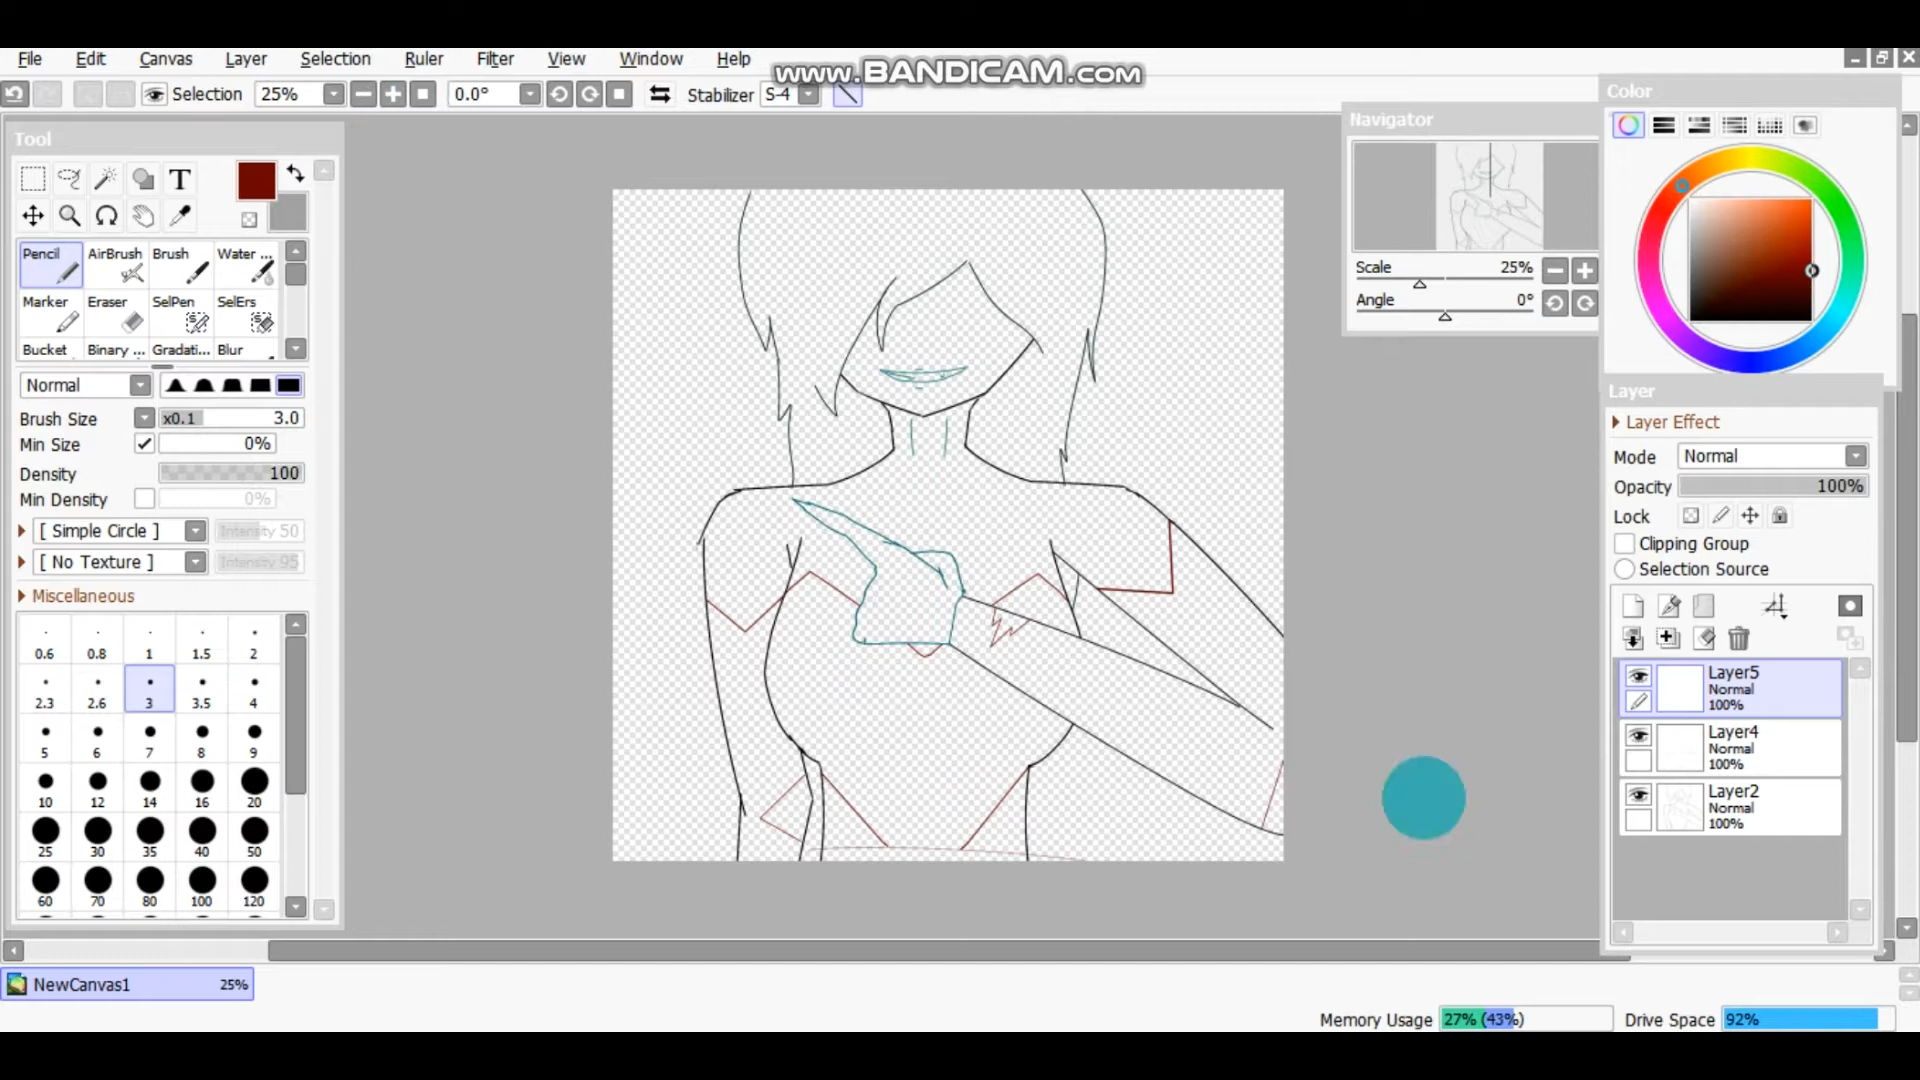 File Edit Canvas Layer Selection Ruler Filter View Window Help
www.BANDICAM.com
Selection 25% 0.0° Stabilizer S-4
Tool
T
Pencil AirBrush Brush Water ...
Marker Eraser SelPen SelErs
Bucket Binary ... Gradati... Blur
Normal
Brush Size x0.1 3.0
Min Size 0%
Density 100
Min Density 0%
[ Simple Circle ] Intensity 50
[ No Texture ] Intensity 95
Miscellaneous
0.6 0.8 1 1.5 2
2.3 2.6 3 3.5 4
5 6 7 8 9
10 12 14 16 20
25 30 35 40 50
60 70 80 100 120
Navigator
Scale 25%
Angle 0°
Color
Layer
Layer Effect
Mode Normal
Opacity 100%
Lock
Clipping Group
Selection Source
Layer5
Normal
100%
Layer4
Normal
100%
Layer2
Normal
100%
NewCanvas1 25%
Memory Usage 27% (43%) Drive Space 92%